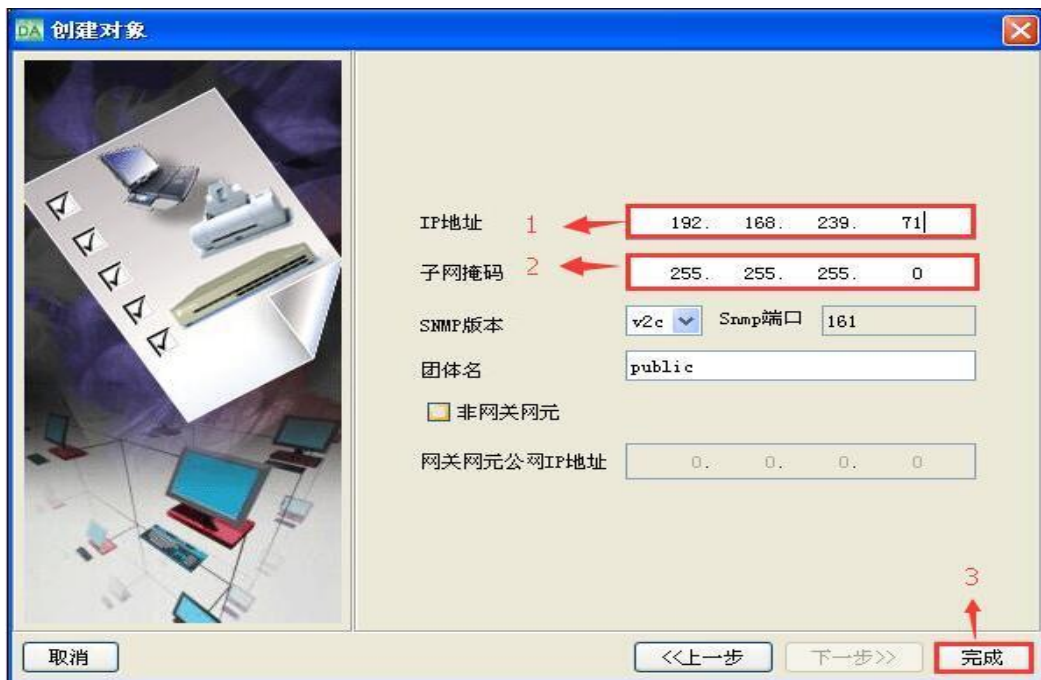 DA 创建对象
IP地址 1 192. 168. 239. 71
子网掩码 2 255. 255. 255. 0
SNMP版本 v2c Snmp端口 161
团体名 public
非网关网元
网关网元公网IP地址 0. 0. 0. 0
3
取消 <<上一步 下一步>> 完成